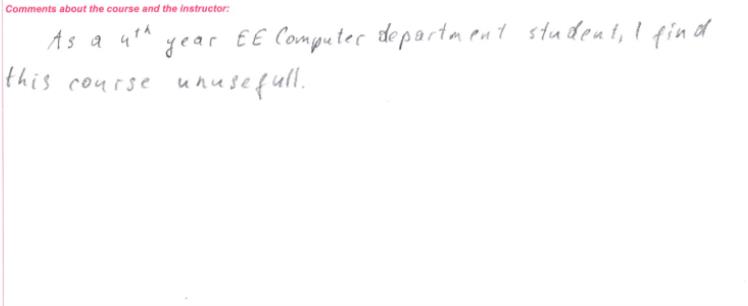 Comments about the course and the instructor:
As a 4th year EE Computer department student, I find
this course unusefull.